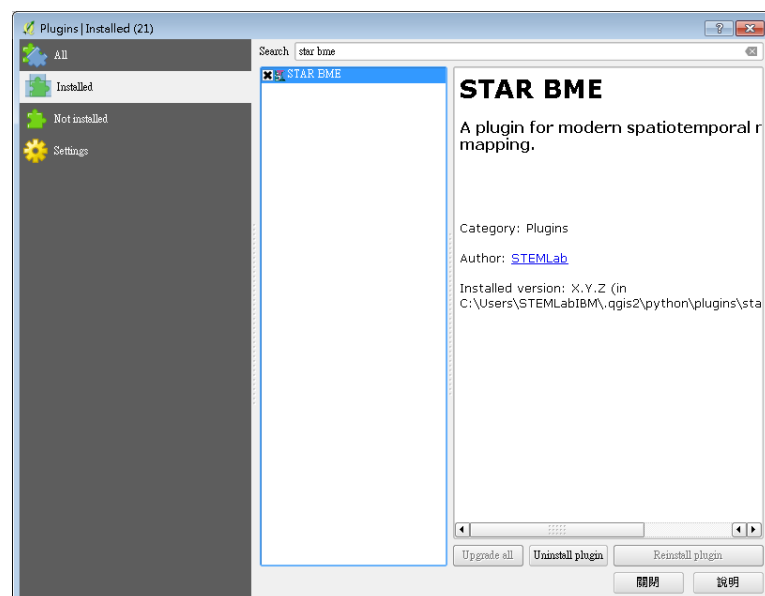 Plugins | Installed (21)
All
Installed
Not installed
Settings
Search star bme
STAR BME
STAR BME
A plugin for modern spatiotemporal r
mapping.
Category: Plugins
Author: STEMLab
Installed version: X.Y.Z (in
C:\Users\STEMLabIBM\.qgis2\python\plugins\sta
Upgrade all
Uninstall plugin
Reinstall plugin
關閉
說明